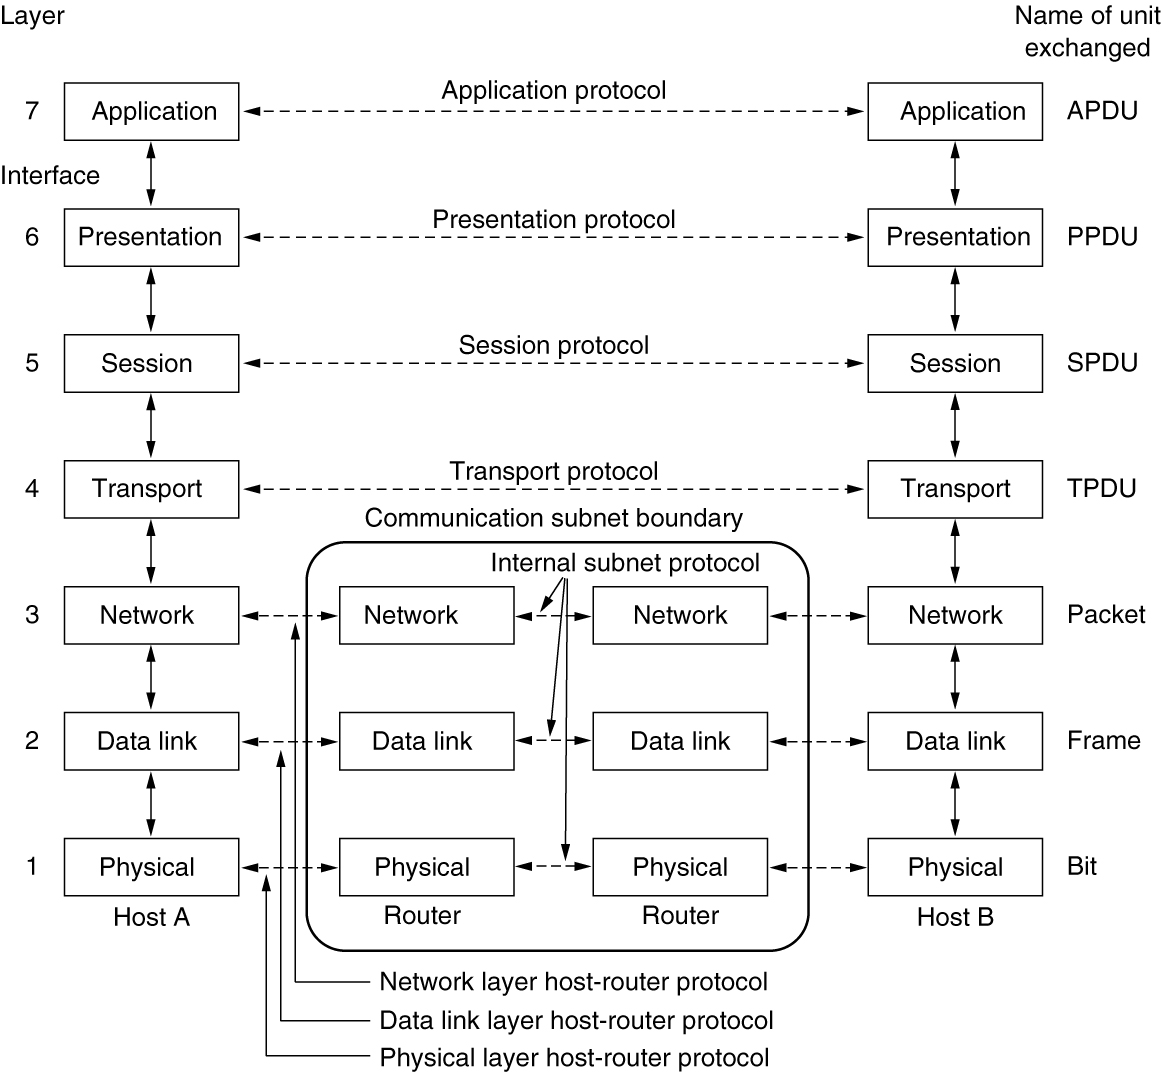 Layer
Name of unit
exchanged
Application protocol
7
Application
Application
APDU
Interface
Presentation protocol
6
Presentation
Presentation
PPDU
Session protocol
5
Session
Session
SPDU
Transport protocol
4
Transport
Transport
TPDU
Communication subnet boundary
Internal subnet protocol
3
Network
Network
Network
Network
Packet
2
Data link
Data link
Data link
Data link
Frame
1
Physical
Physical
Physical
Physical
Bit
Host A
Router
Router
Host B
Network layer host-router protocol
Data link layer host-router protocol
Physical layer host-router protocol